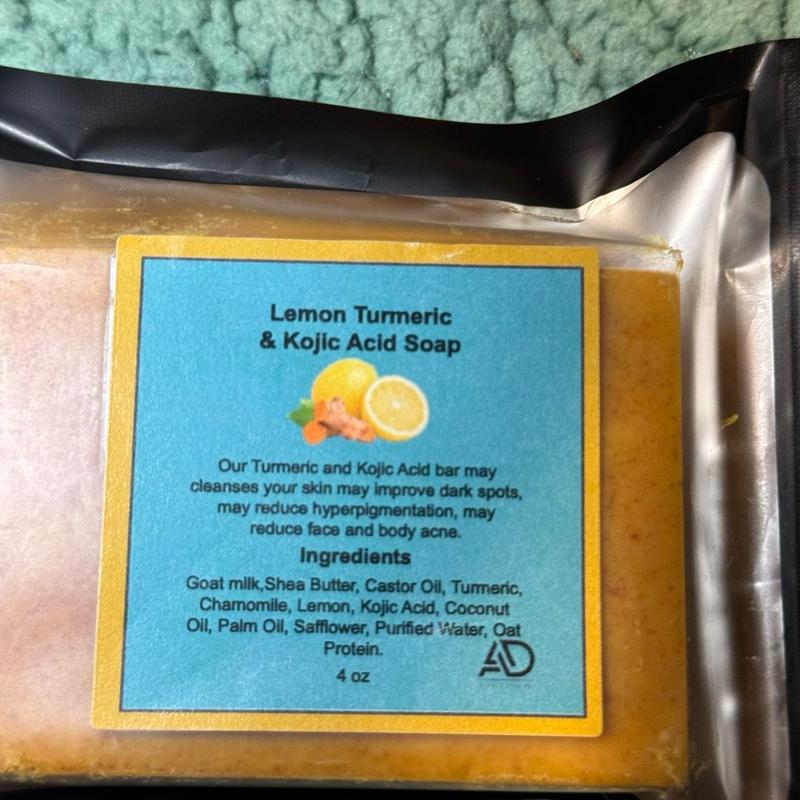 Lemon Turmeric
& Kojic Acid Soap
Our Turmeric and Kojic Acid bar may
cleanses your skin may improve dark spots,
may reduce hyperpigmentation, may
reduce face and body acne.
Ingredients
Goat milk,Shea Butter, Castor Oil, Turmeric,
Chamomile, Lemon, Kojic Acid, Coconut
Oil, Palm Oil, Safflower, Purified Water, Oat
Protein.
4 oz
AD